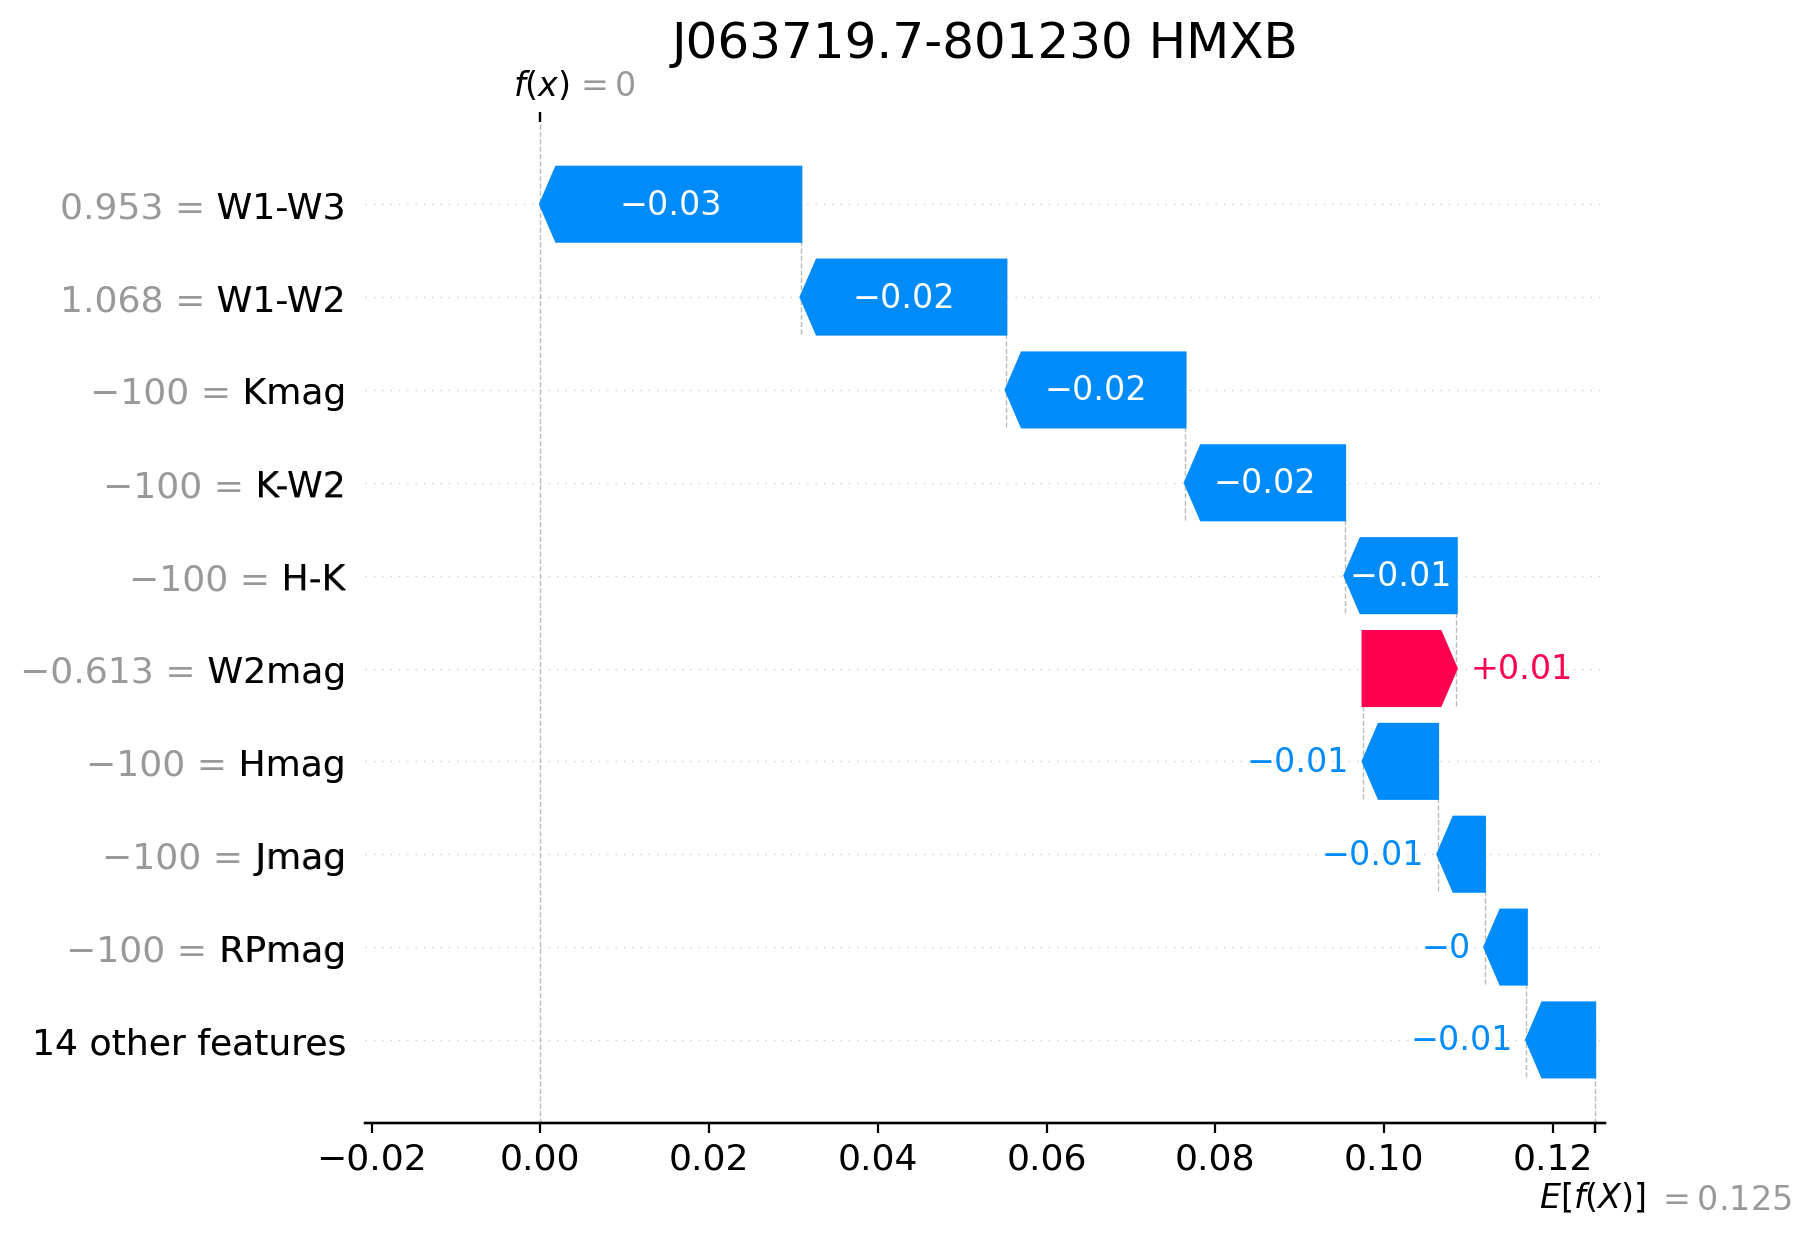 J063719.7-801230 HMXB
f(x) = 0
0.953 = W1-W3
−0.03
1.068 = W1-W2
−0.02
−100 = Kmag
−0.02
−100 = K-W2
−0.02
−100 = H-K
−0.01
−0.613 = W2mag
+0.01
−100 = Hmag
−0.01
−100 = Jmag
−0.01
−100 = RPmag
−0
14 other features
−0.01
−0.02 0.00 0.02 0.04 0.06 0.08 0.10 0.12
E[f(X)] = 0.125